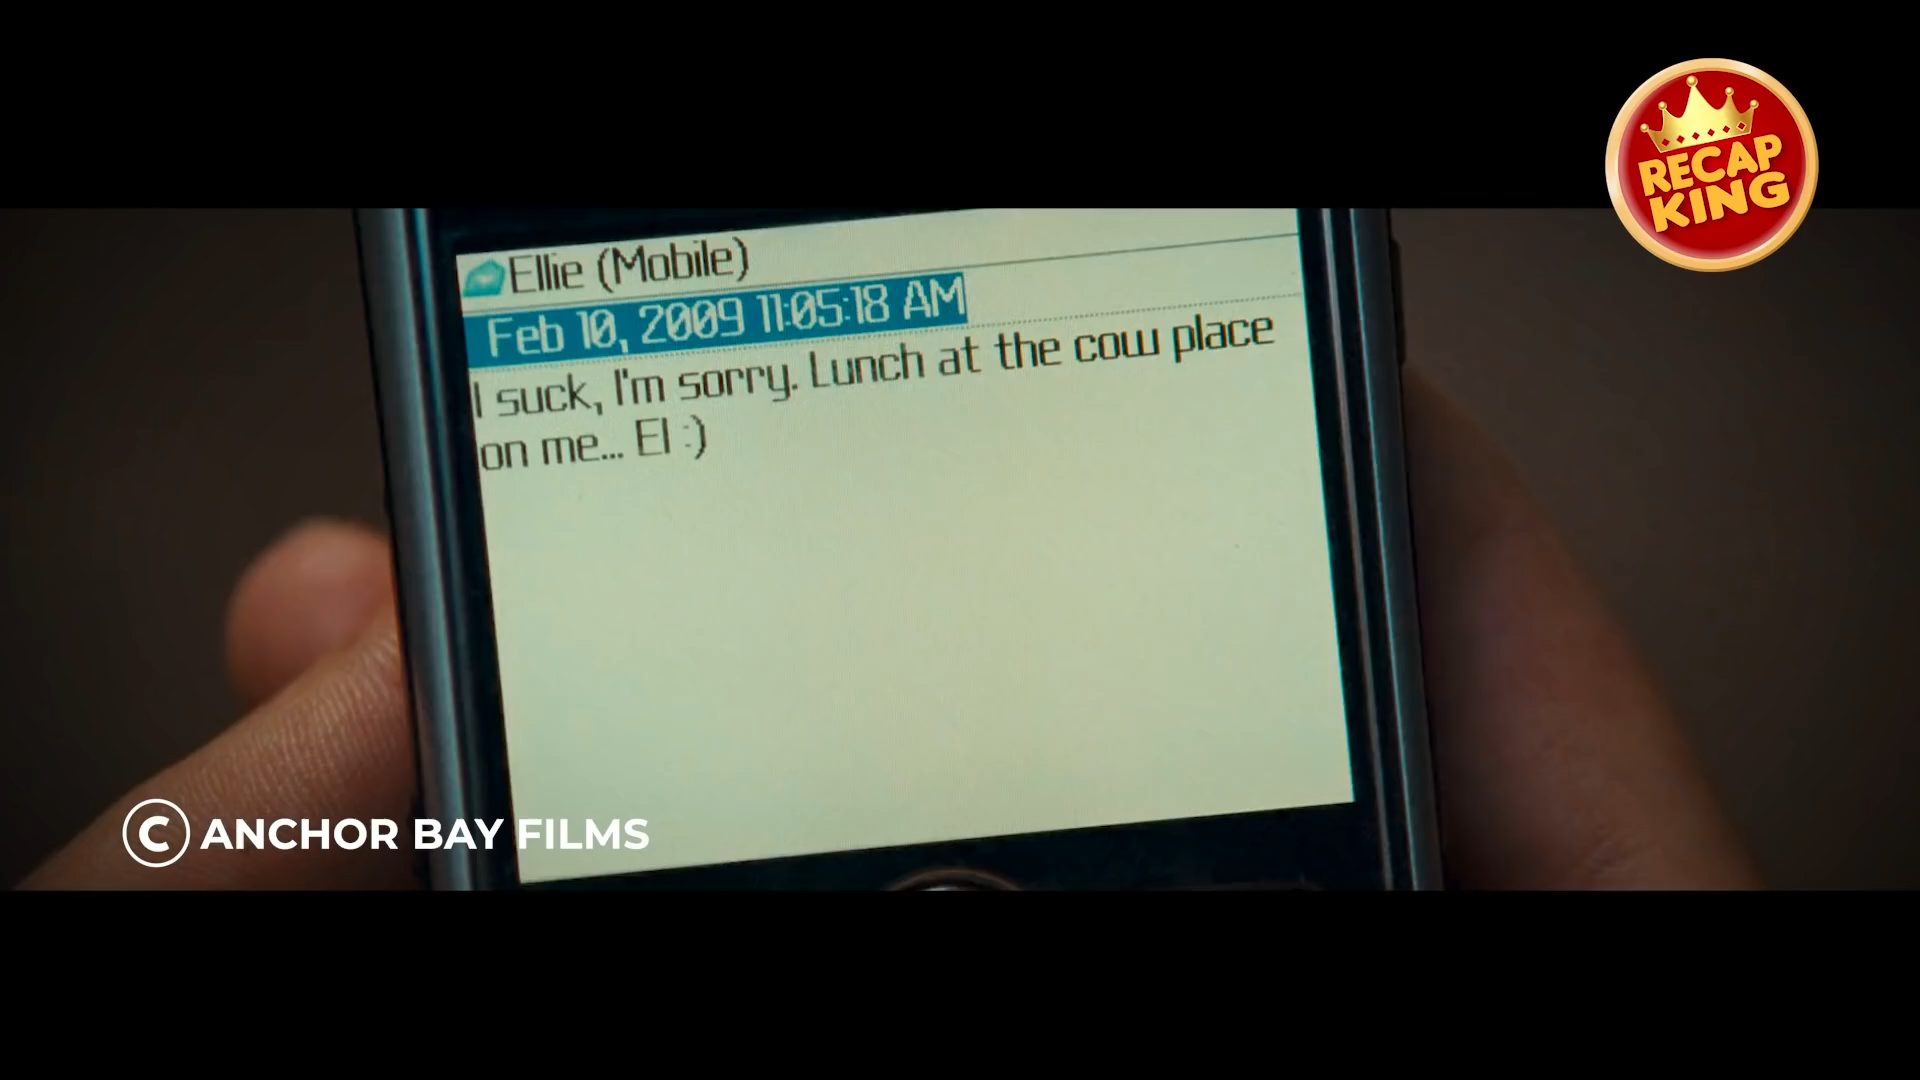 RECAP
KING
Ellie (Mobile)
Feb 10, 2009 11:05:18 AM
I suck, I'm sorry. Lunch at the cow place
on me... El :)
© ANCHOR BAY FILMS